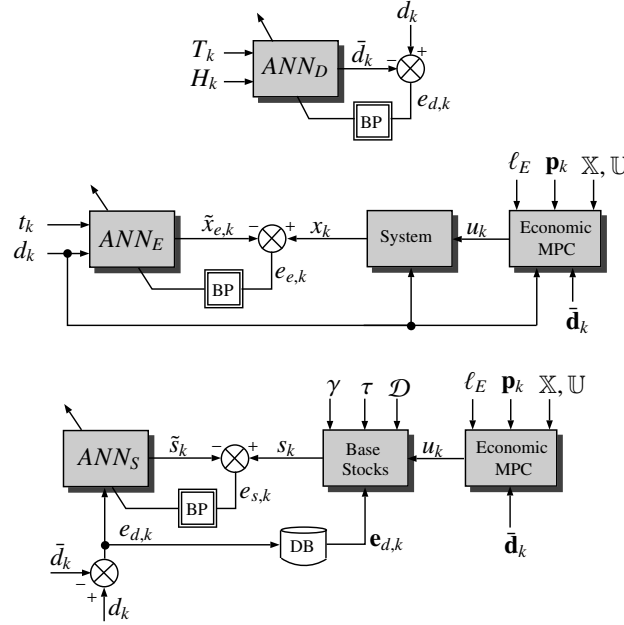 d_k
T_k
H_k
ANN_D
d̄_k
− +
BP
e_{d,k}
ℓ_E p_k 𝕏, 𝕌
t_k
d_k
ANN_E
x̃_{e,k}
− +
x_k
System
u_k
Economic
MPC
BP
e_{e,k}
d̄_k
γ τ 𝒟
ℓ_E p_k 𝕏, 𝕌
ANN_S
s̃_k
− +
s_k
Base
Stocks
u_k
Economic
MPC
BP
e_{s,k}
e_{d,k}
DB
e_{d,k}
d̄_k
d̄_k
−
+
d_k